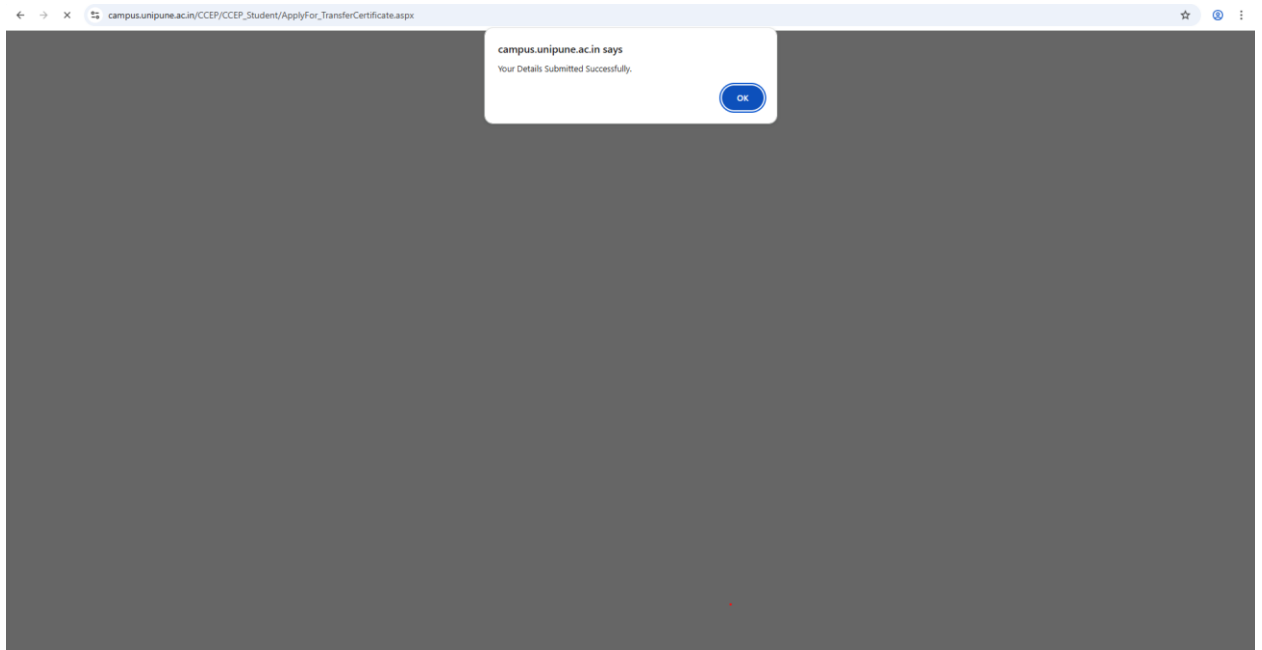 campus.unipune.ac.in/CCEP/CCEP_Student/ApplyFor_TransferCertificate.aspx
campus.unipune.ac.in says
Your Details Submitted Successfully.
OK